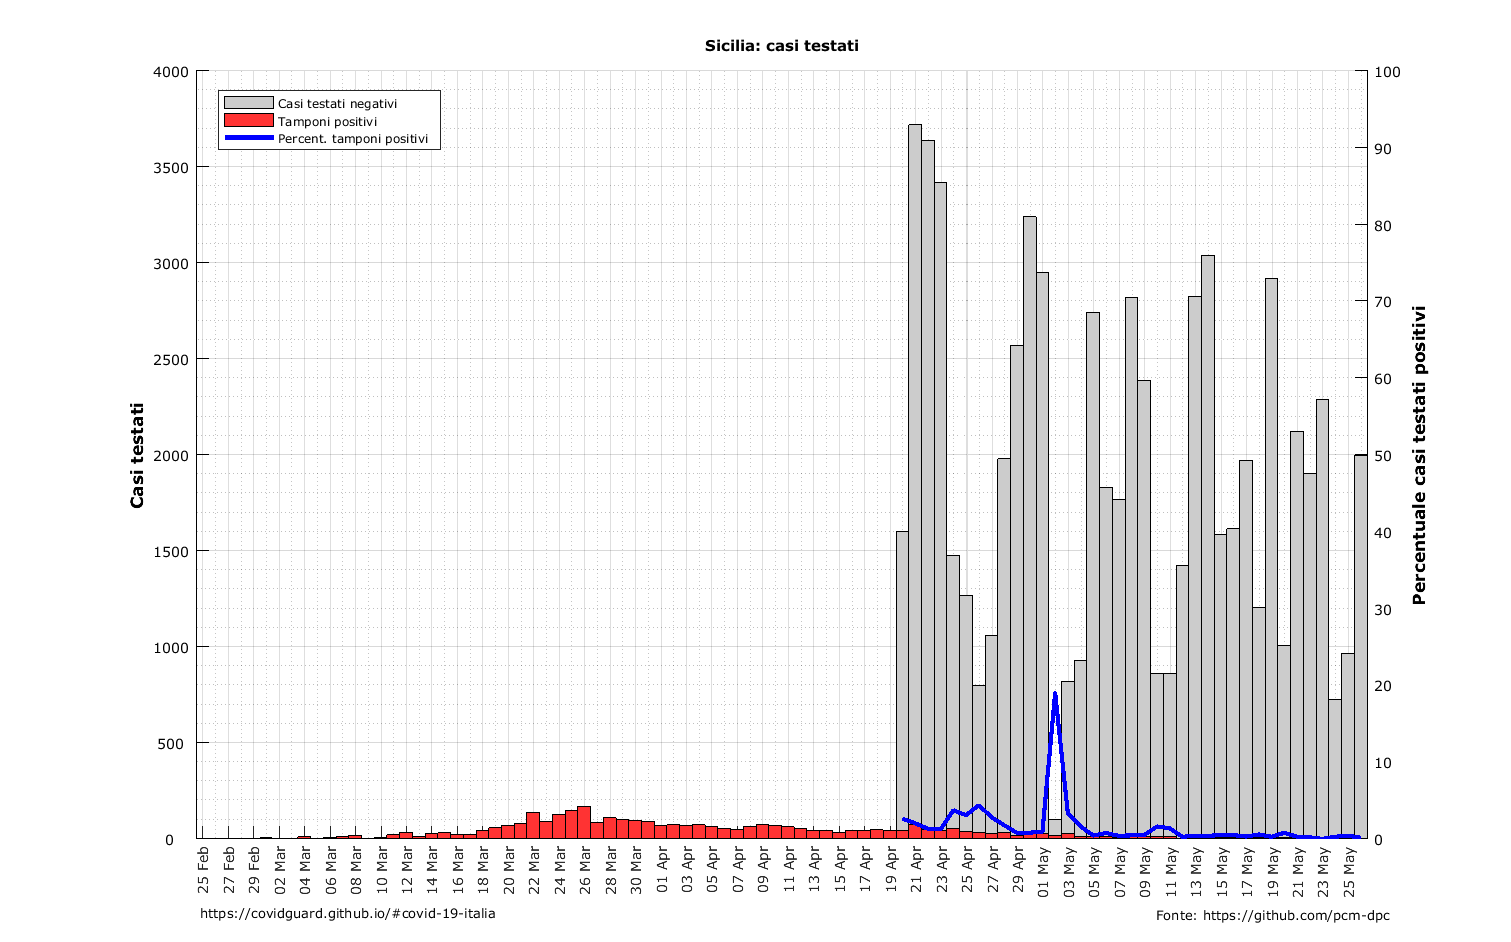 Sicilia: casi testati
Casi testati negativi
Tamponi positivi
Percent. tamponi positivi
Casi testati
4000
3500
3000
2500
2000
1500
1000
500
0
100
90
80
70
60
50
40
30
20
10
0
Percentuale casi testati positivi
25 Feb
27 Feb
29 Feb
02 Mar
04 Mar
06 Mar
08 Mar
10 Mar
12 Mar
14 Mar
16 Mar
18 Mar
20 Mar
22 Mar
24 Mar
26 Mar
28 Mar
30 Mar
01 Apr
03 Apr
05 Apr
07 Apr
09 Apr
11 Apr
13 Apr
15 Apr
17 Apr
19 Apr
21 Apr
23 Apr
25 Apr
27 Apr
29 Apr
01 May
03 May
05 May
07 May
09 May
11 May
13 May
15 May
17 May
19 May
21 May
23 May
25 May
https://covidguard.github.io/#covid-19-italia
Fonte: https://github.com/pcm-dpc